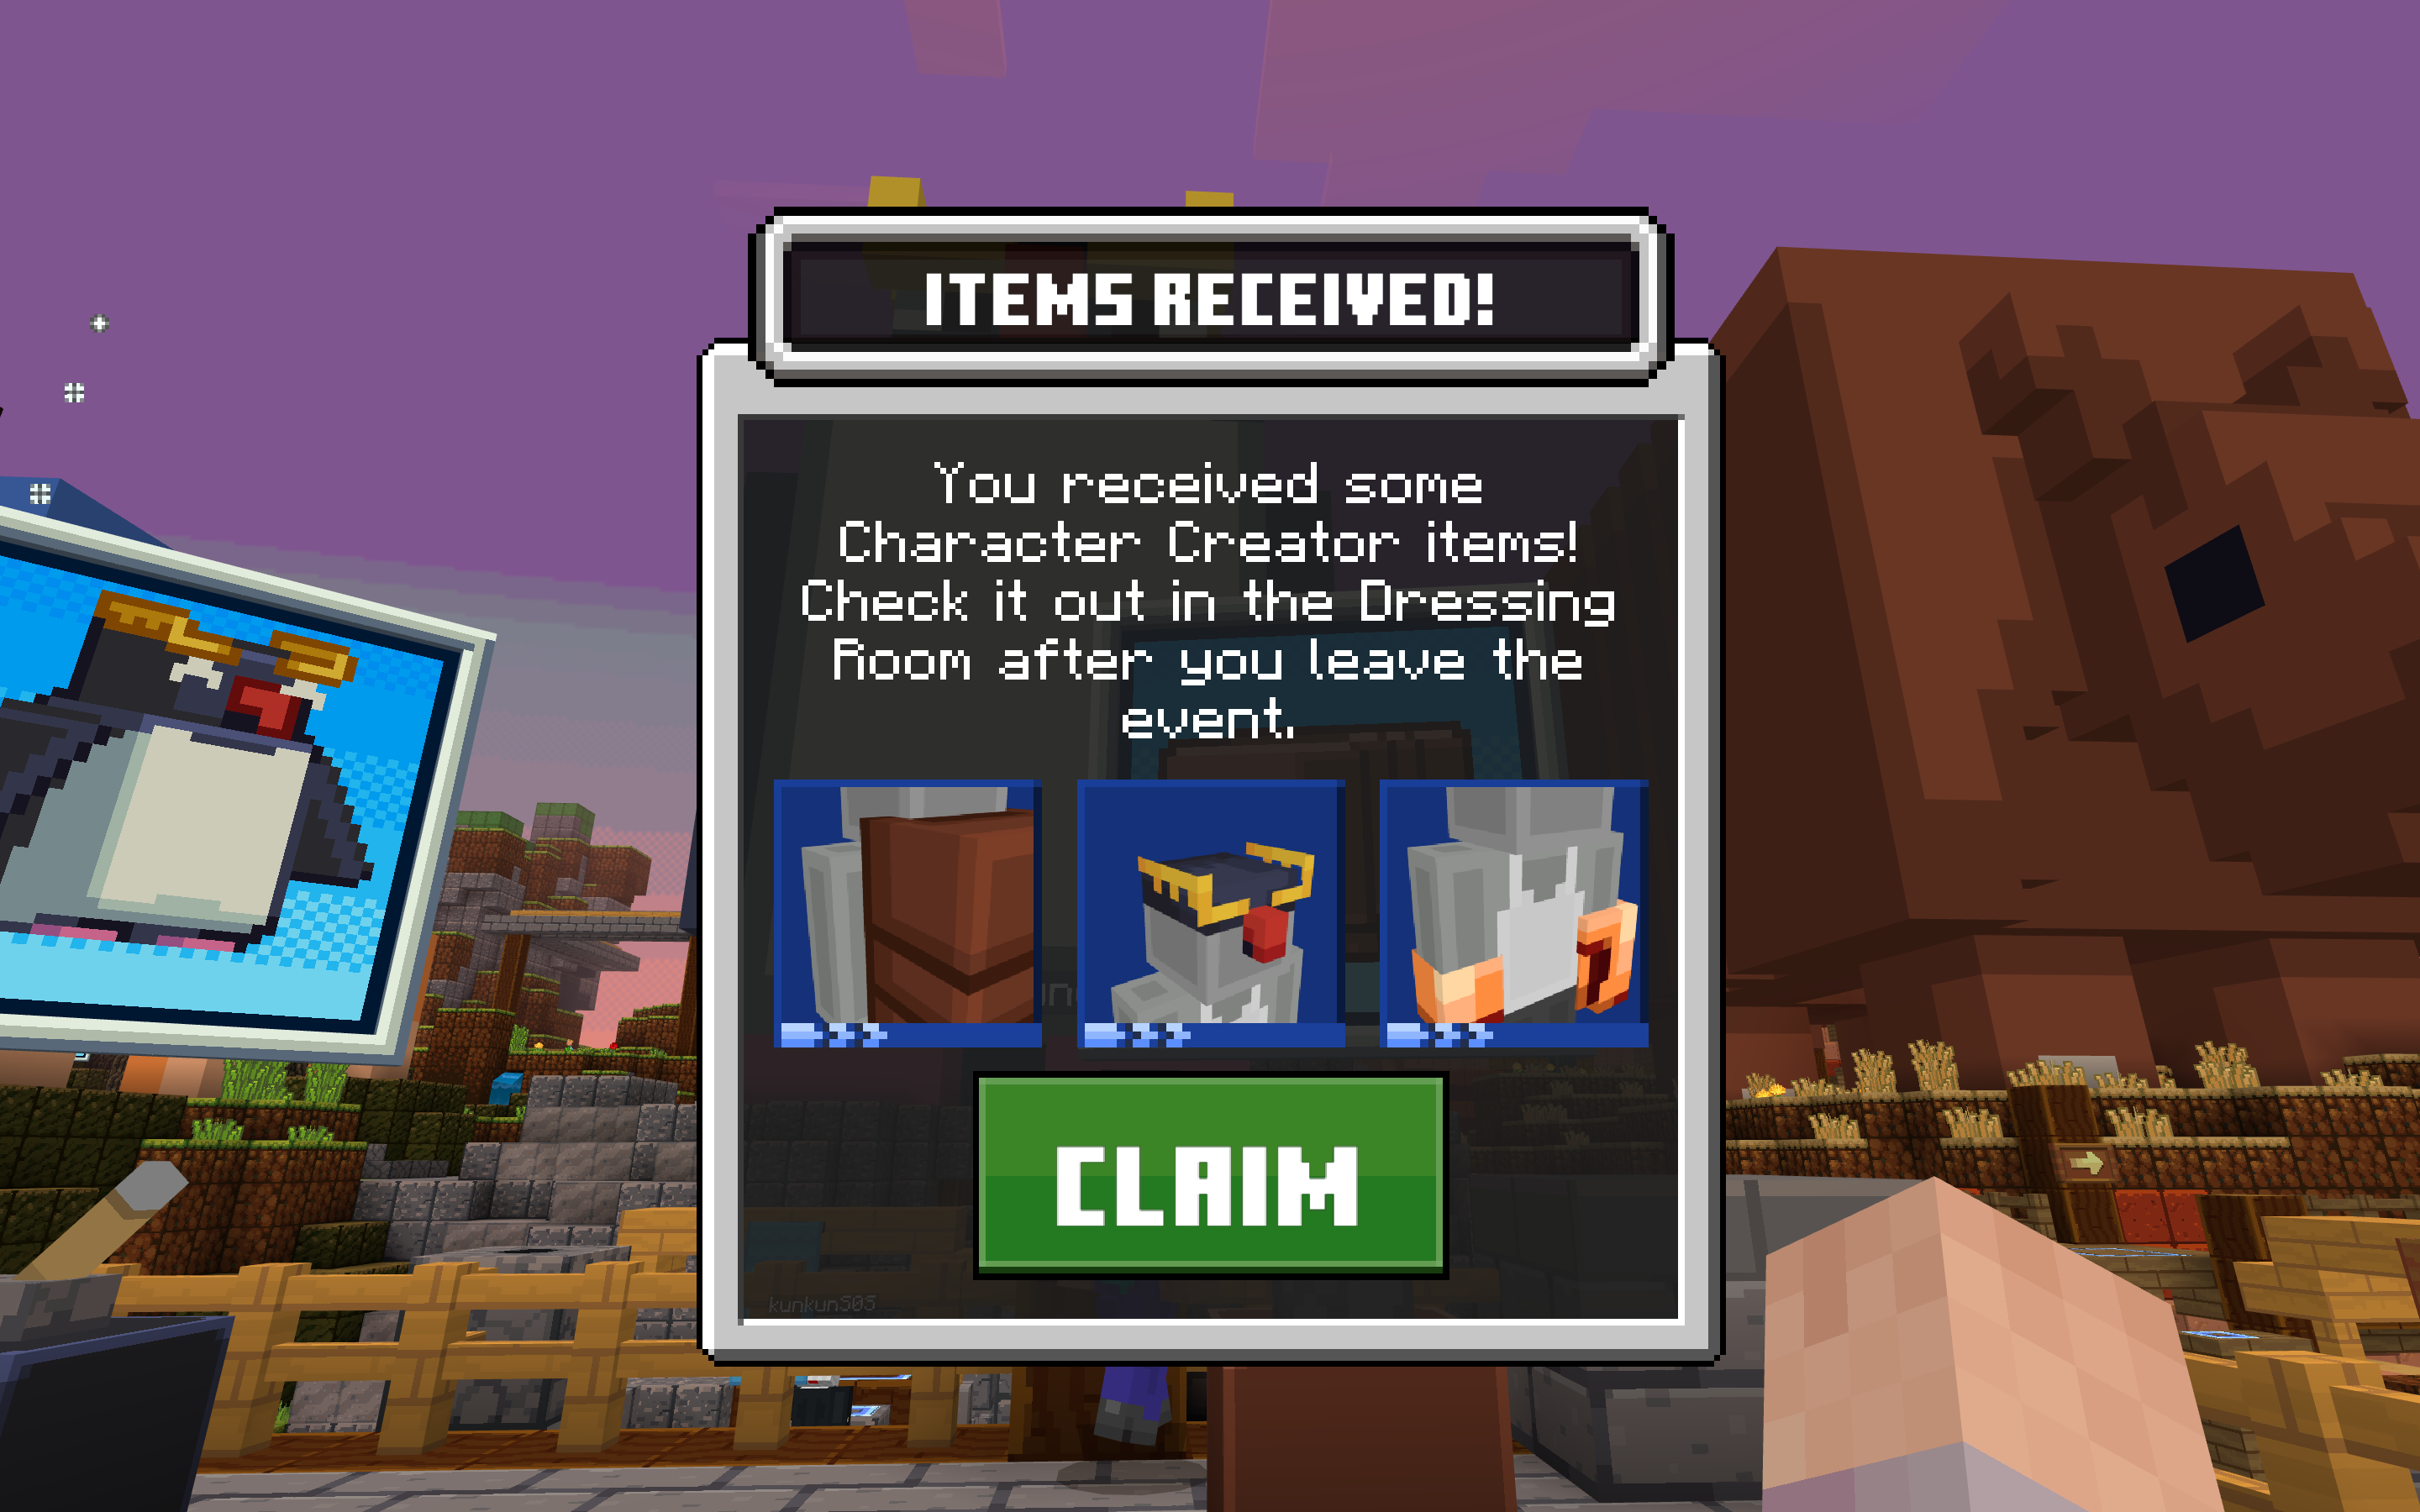 ITEMS RECEIVED!
You received some
Character Creator items!
Check it out in the Dressing
Room after you leave the
event.
CLAIM
kunkun505